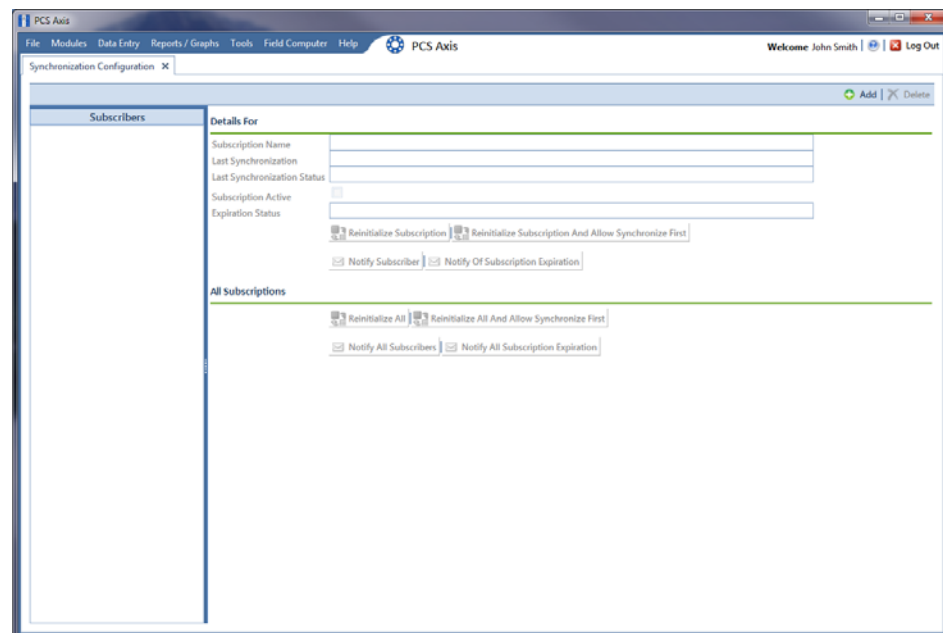 PCS Axis
File Modules Data Entry Reports / Graphs Tools Field Computer Help PCS Axis Welcome John Smith | Log Out
Synchronization Configuration X
Add | Delete
Subscribers
Details For
Subscription Name
Last Synchronization
Last Synchronization Status
Subscription Active
Expiration Status
Reinitialize Subscription | Reinitialize Subscription And Allow Synchronize First
Notify Subscriber | Notify Of Subscription Expiration
All Subscriptions
Reinitialize All | Reinitialize All And Allow Synchronize First
Notify All Subscribers | Notify All Subscription Expiration